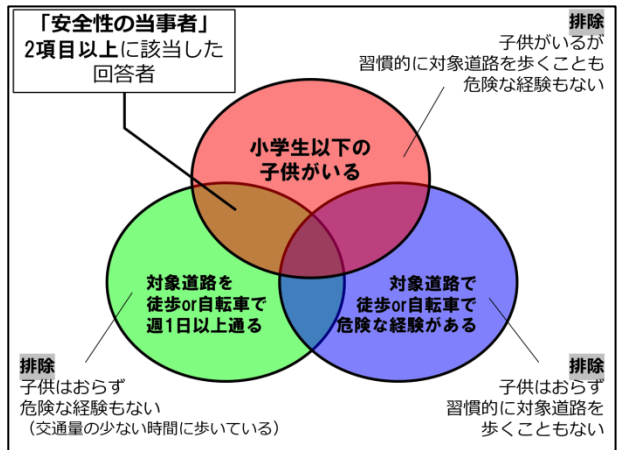 「安全性の当事者」
2項目以上に該当した
回答者
排除
子供がいるが
習慣的に対象道路を歩くことも
危険な経験もない
小学生以下の
子供がいる
対象道路を
徒歩or自転車で
週1日以上通る
対象道路で
徒歩or自転車で
危険な経験がある
排除
子供はおらず
危険な経験もない
（交通量の少ない時間に歩いている）
排除
子供はおらず
習慣的に対象道路を
歩くこともない